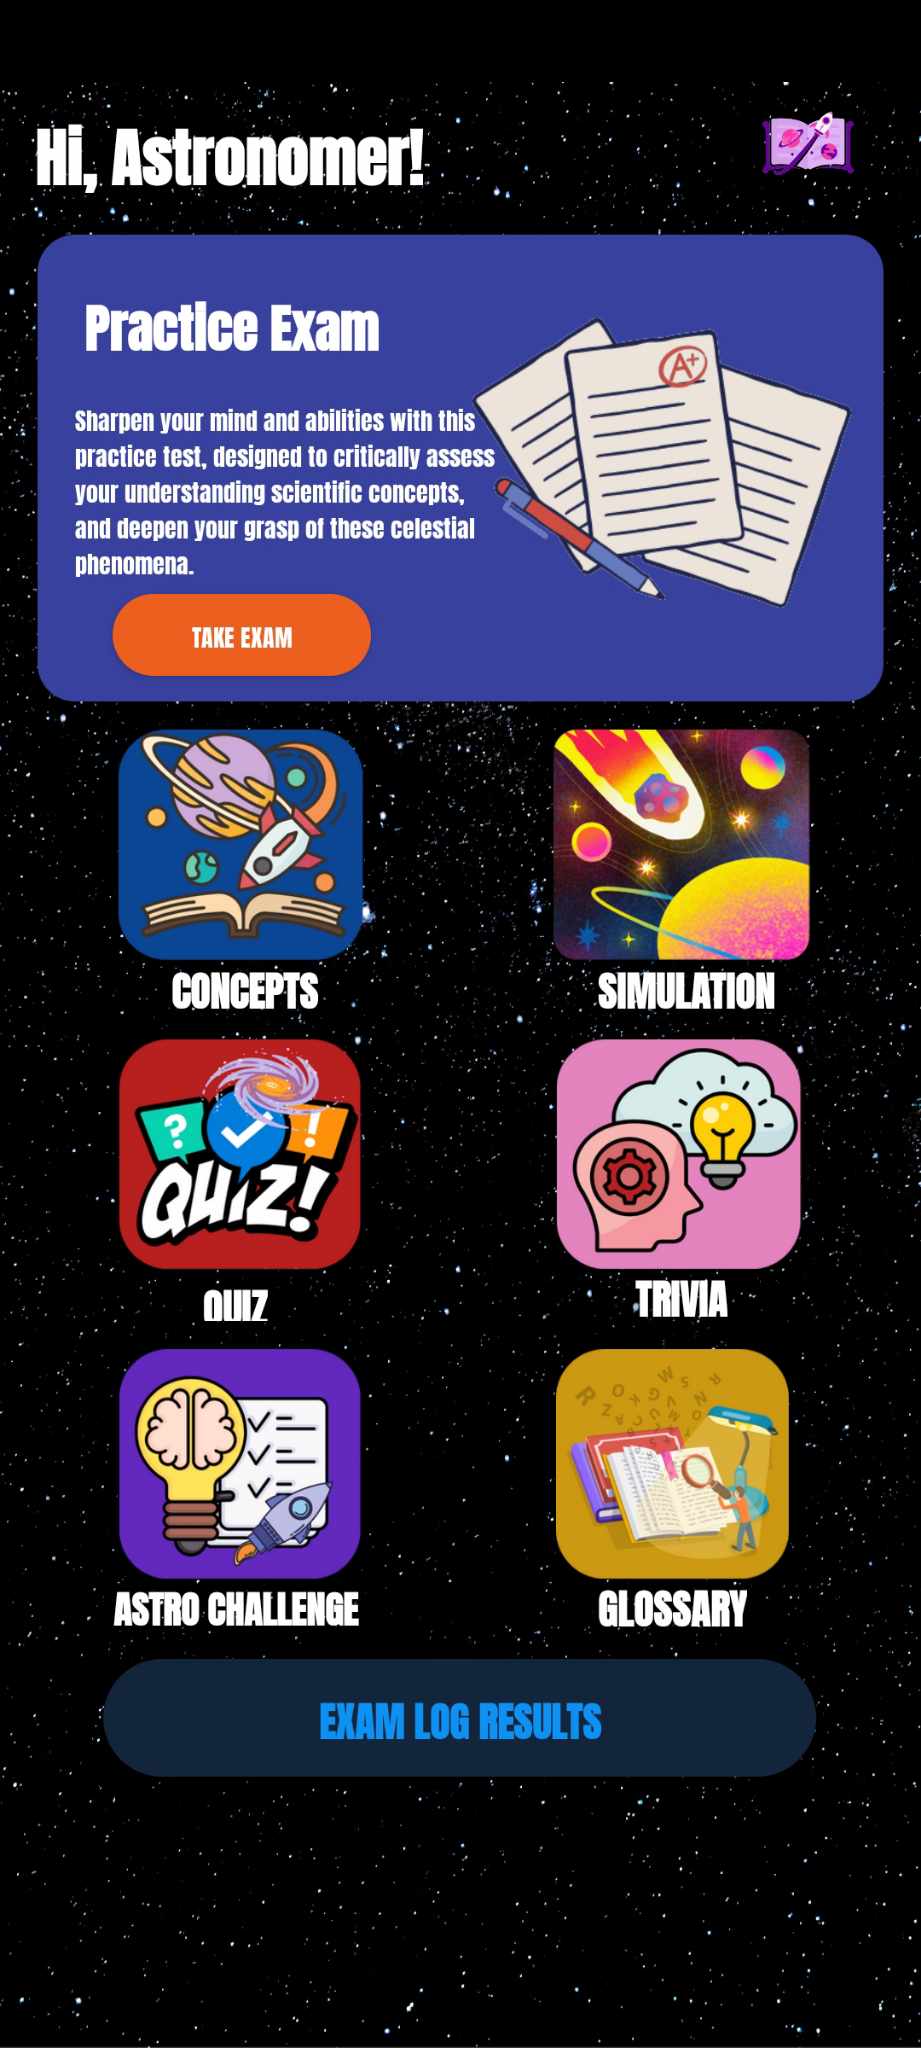 Hi, Astronomer!
Practice Exam
Sharpen your mind and abilities with this
practice test, designed to critically assess
your understanding scientific concepts,
and deepen your grasp of these celestial
phenomena.
TAKE EXAM
A+
CONCEPTS
SIMULATION
? !
QUIZ!
QUIZ
TRIVIA
ASTRO CHALLENGE
GLOSSARY
EXAM LOG RESULTS